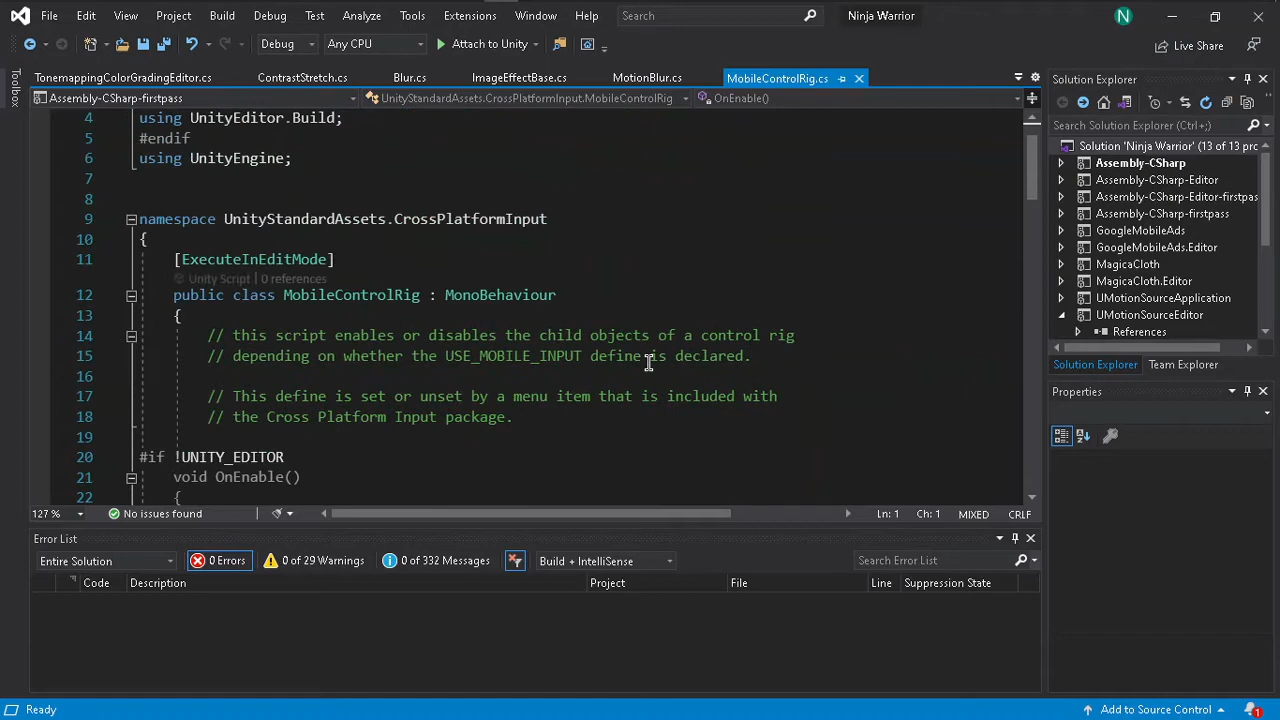 File Edit View Project Build Debug Test Analyze Tools Extensions Window Help Search Ninja Warrior N
Debug Any CPU Attach to Unity Live Share
Toolbox
TonemappingColorGradingEditor.cs ContrastStretch.cs Blur.cs ImageEffectBase.cs MotionBlur.cs MobileControlRig.cs
Assembly-CSharp-firstpass UnityStandardAssets.CrossPlatformInput.MobileControlRig OnEnable()
4 using UnityEditor.Build;
5 #endif
6 using UnityEngine;
7
8
9 namespace UnityStandardAssets.CrossPlatformInput
10 {
11 [ExecuteInEditMode]
Unity Script | 0 references
12 public class MobileControlRig : MonoBehaviour
13 {
14 // this script enables or disables the child objects of a control rig
15 // depending on whether the USE_MOBILE_INPUT define is declared.
16
17 // This define is set or unset by a menu item that is included with
18 // the Cross Platform Input package.
19
20 #if !UNITY_EDITOR
21 void OnEnable()
22 {
127 % No issues found Ln: 1 Ch: 1 MIXED CRLF
Error List
Entire Solution 0 Errors 0 of 29 Warnings 0 of 332 Messages Build + IntelliSense Search Error List
Code Description Project File Line Suppression State
Solution Explorer
Search Solution Explorer (Ctrl+;)
Solution 'Ninja Warrior' (13 of 13 proj
Assembly-CSharp
Assembly-CSharp-Editor
Assembly-CSharp-Editor-firstpas
Assembly-CSharp-firstpass
GoogleMobileAds
GoogleMobileAds.Editor
MagicaCloth
MagicaCloth.Editor
UMotionSourceApplication
UMotionSourceEditor
References
Solution Explorer Team Explorer
Properties
Ready Add to Source Control 1